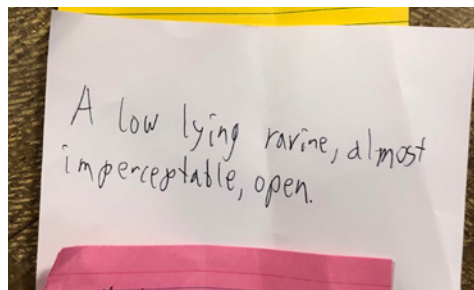 A low lying ravine, almost
imperceptable, open.